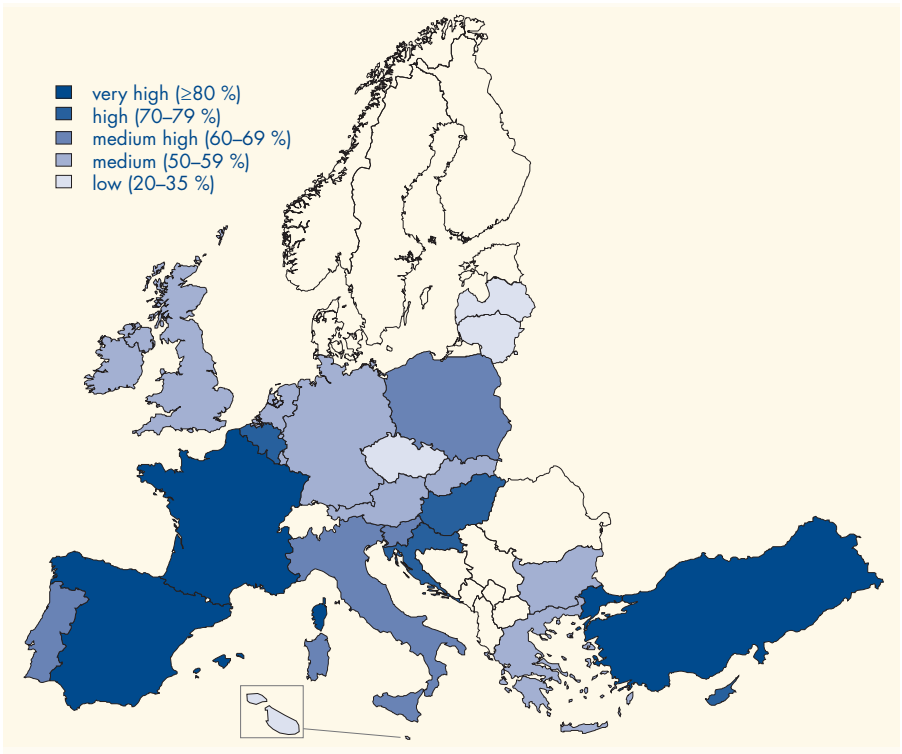 very high (≥80 %)
high (70–79 %)
medium high (60–69 %)
medium (50–59 %)
low (20–35 %)